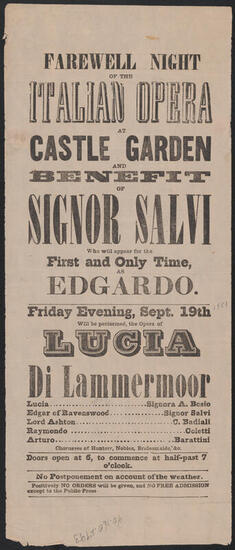 FAREWELL NIGHT
OF THE
ITALIAN OPERA
AT
CASTLE GARDEN
AND
BENEFIT
OF
SIGNOR SALVI
Who will appear for the
First and Only Time,
AS
EDGARDO.
Friday Evening, Sept. 19th
Will be performed, the Opera of
LUCIA
Di Lammermoor
Lucia..............................Signora A. Bosio
Edgar of Ravenswood..............Signor Salvi
Lord Ashton..........................C. Badiali
Raymondo..............................Coletti
Arturo..............................Barattini
Chorusses of Hunters, Nobles, Bridesmaids, &c.
Doors open at 6, to commence at half-past 7
o'clock.
No Postponement on account of the weather.
Positively NO ORDERS will be given, and NO FREE ADMISSION
except to the Public Press